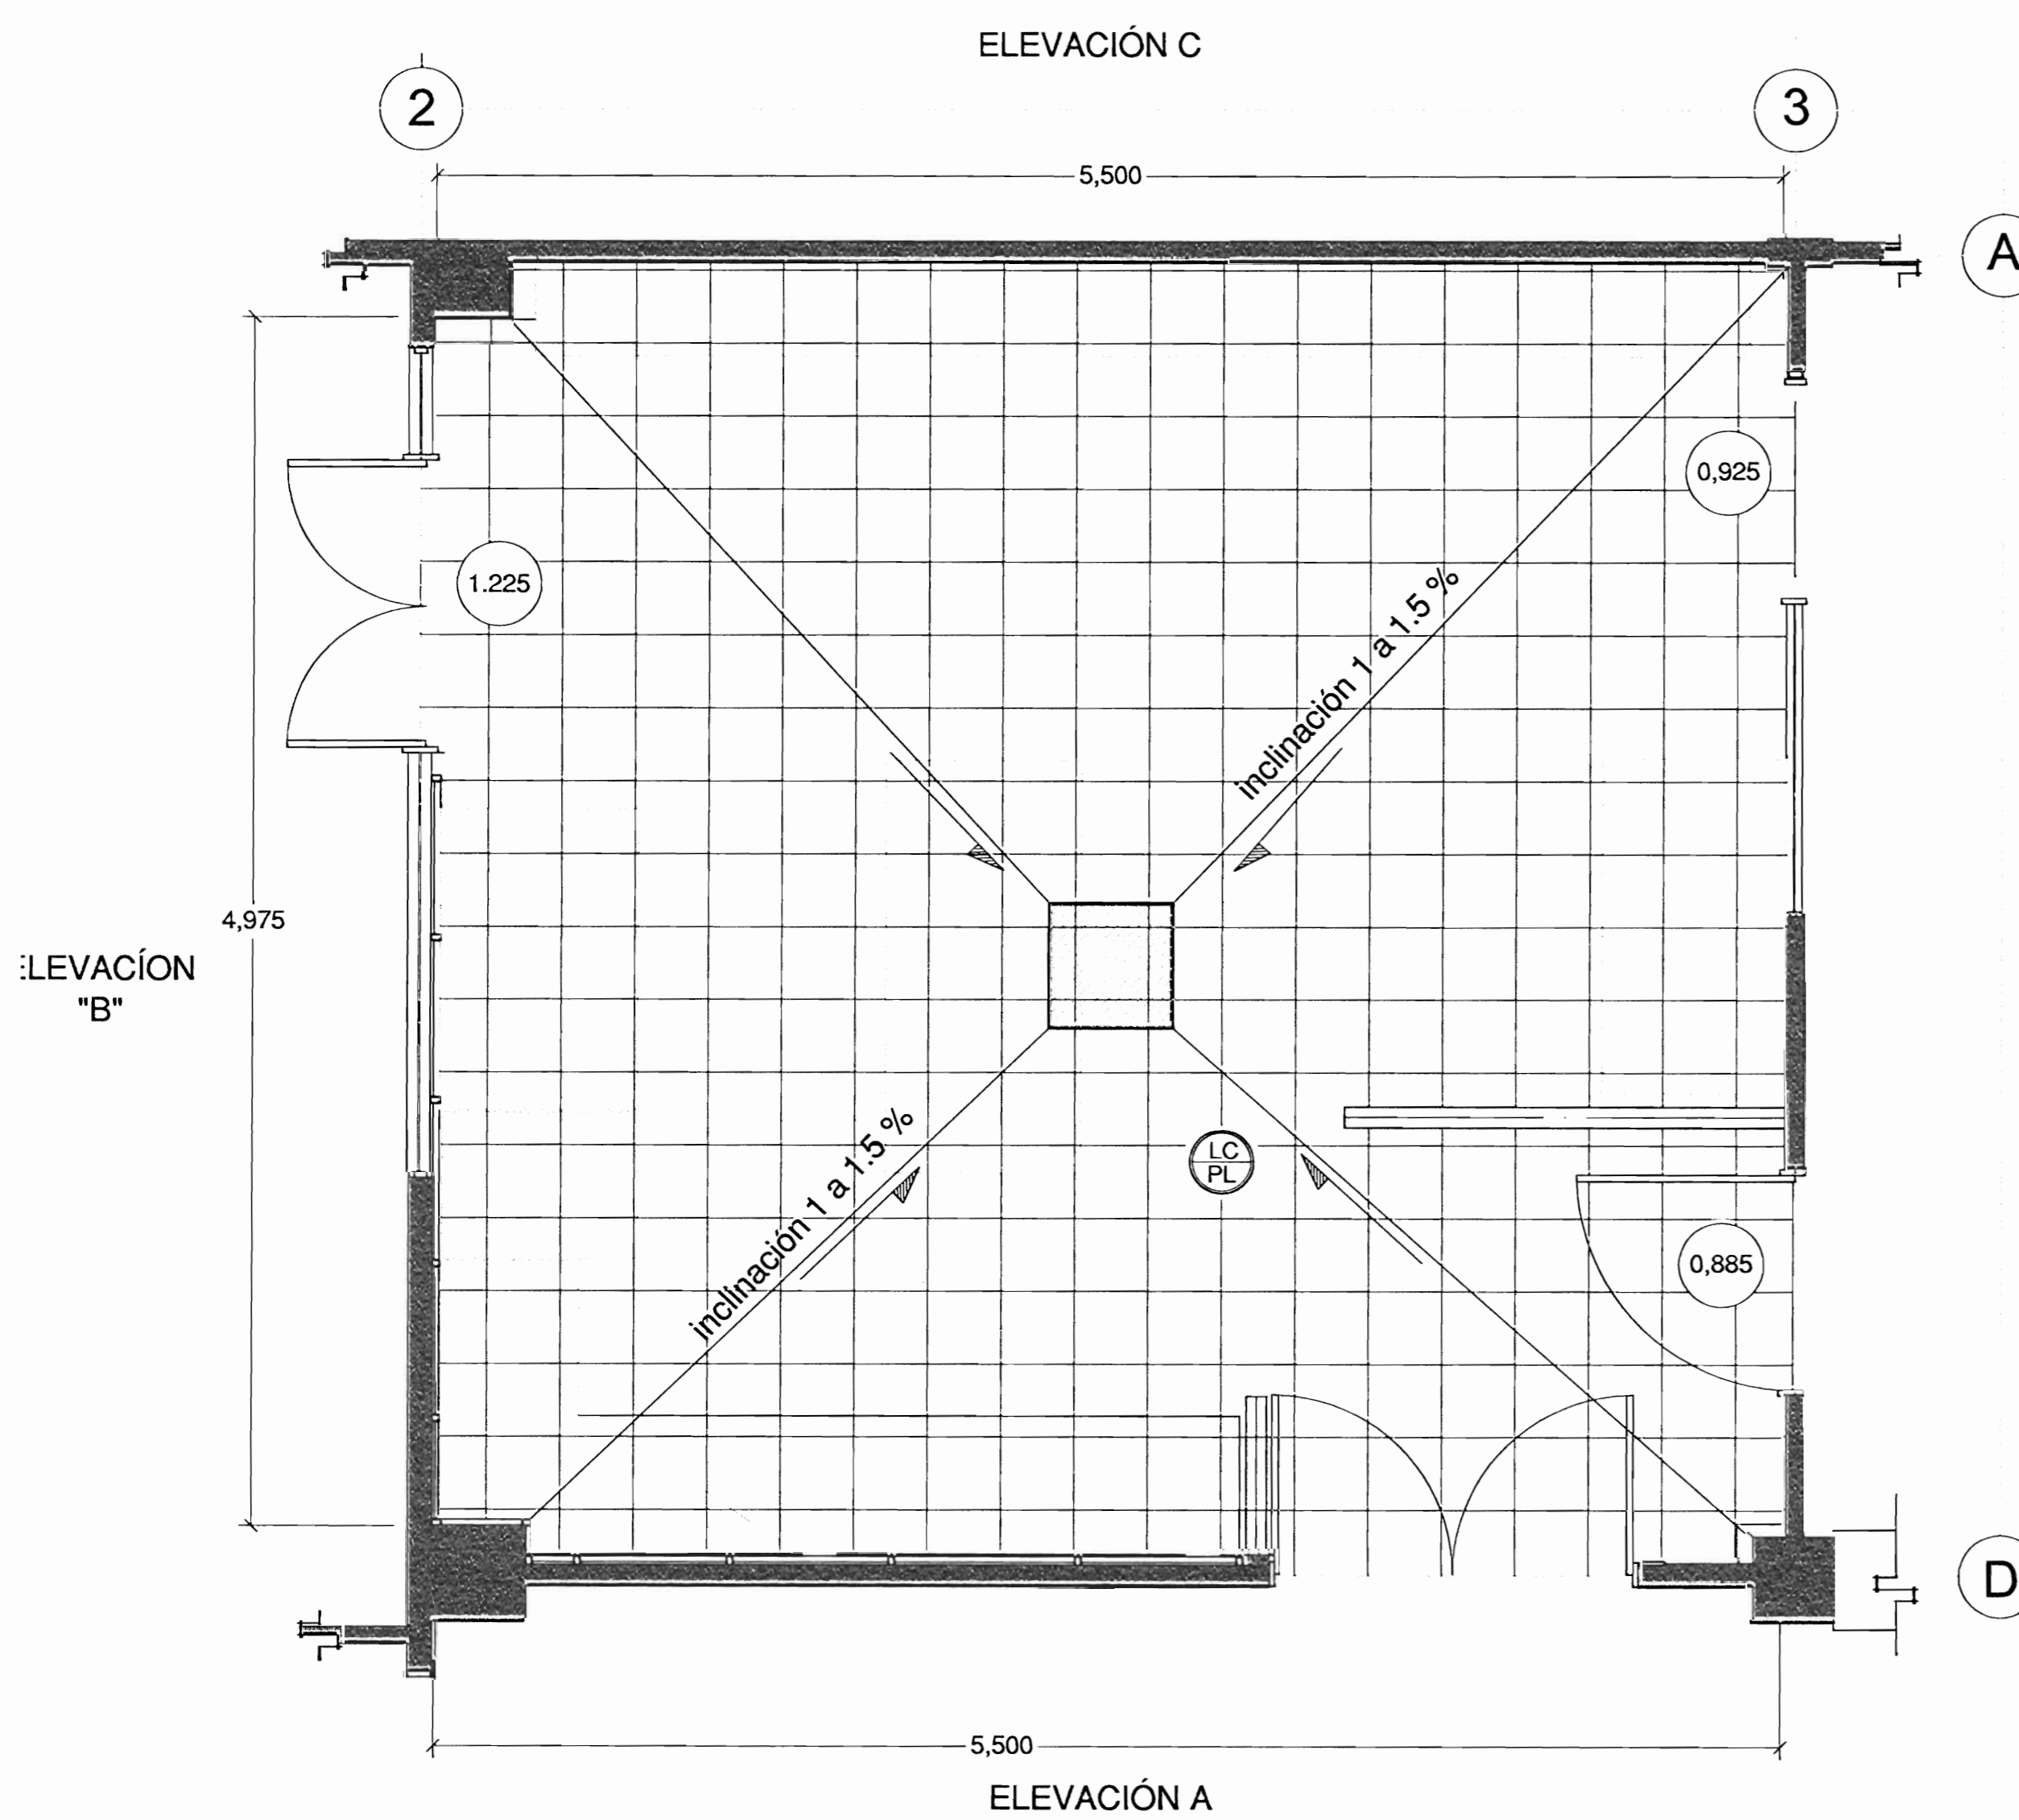 ELEVACIÓN C
2
3
5,500
A
0,925
1.225
inclinación 1 a 1.5 %
4,975
LEVACÍON
"B"
inclinación 1 a 1.5 %
LC
PL
0,885
D
5,500
ELEVACIÓN A